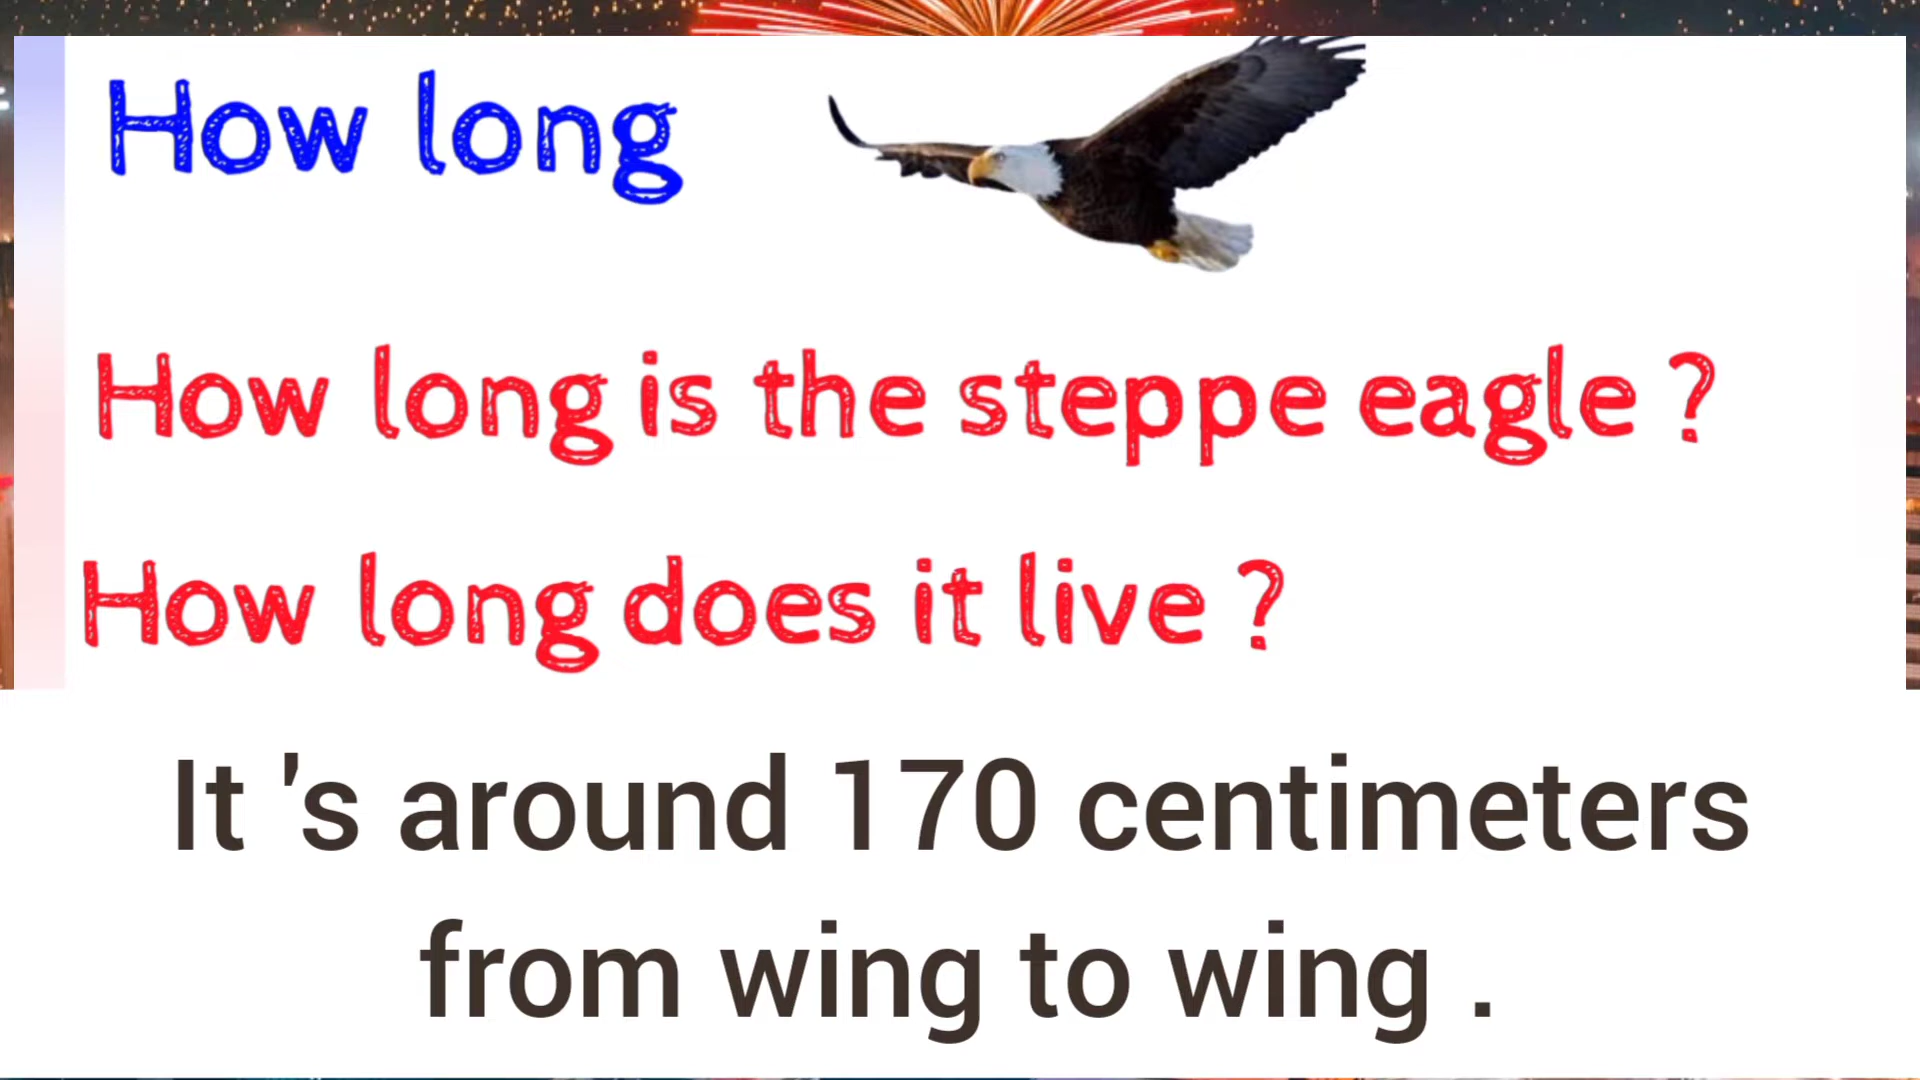 How long
How long is the steppe eagle ?
How long does it live ?
It 's around 170 centimeters
from wing to wing .